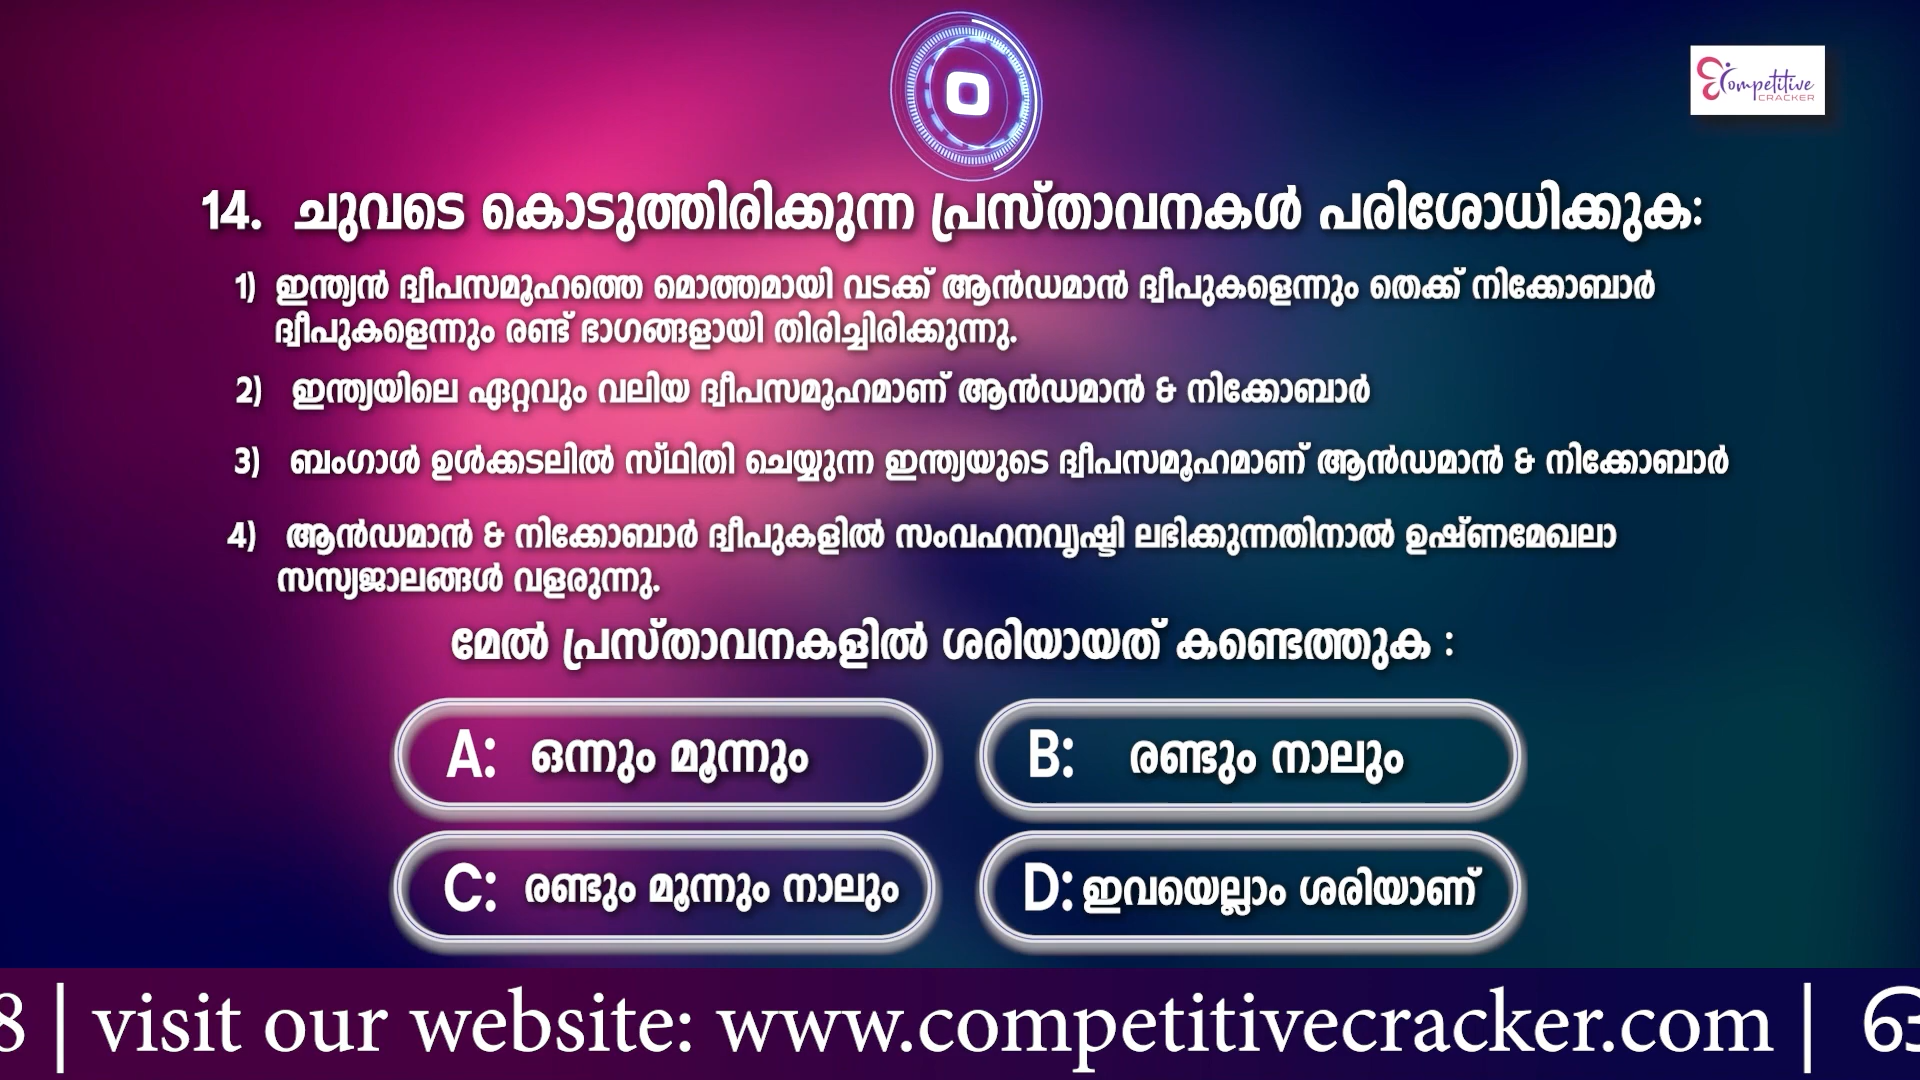 Competitive
CRACKER
14. ചുവടെ കൊടുത്തിരിക്കുന്ന പ്രസ്താവനകൾ പരിശോധിക്കുക:
1) ഇന്ത്യൻ ദ്വീപസമൂഹത്തെ മൊത്തമായി വടക്ക് ആൻഡമാൻ ദ്വീപുകളെന്നും തെക്ക് നിക്കോബാർ
ദ്വീപുകളെന്നും രണ്ട് ഭാഗങ്ങളായി തിരിച്ചിരിക്കുന്നു.
2) ഇന്ത്യയിലെ ഏറ്റവും വലിയ ദ്വീപസമൂഹമാണ് ആൻഡമാൻ & നിക്കോബാർ
3) ബംഗാൾ ഉൾക്കടലിൽ സ്ഥിതി ചെയ്യുന്ന ഇന്ത്യയുടെ ദ്വീപസമൂഹമാണ് ആൻഡമാൻ & നിക്കോബാർ
4) ആൻഡമാൻ & നിക്കോബാർ ദ്വീപുകളിൽ സംവഹനവൃഷ്ടി ലഭിക്കുന്നതിനാൽ ഉഷ്ണമേഖലാ
സസ്യജാലങ്ങൾ വളരുന്നു.
മേൽ പ്രസ്താവനകളിൽ ശരിയായത് കണ്ടെത്തുക :
A: ഒന്നും മൂന്നും
B: രണ്ടും നാലും
C: രണ്ടും മൂന്നും നാലും
D: ഇവയെല്ലാം ശരിയാണ്
8 | visit our website: www.competitivecracker.com |